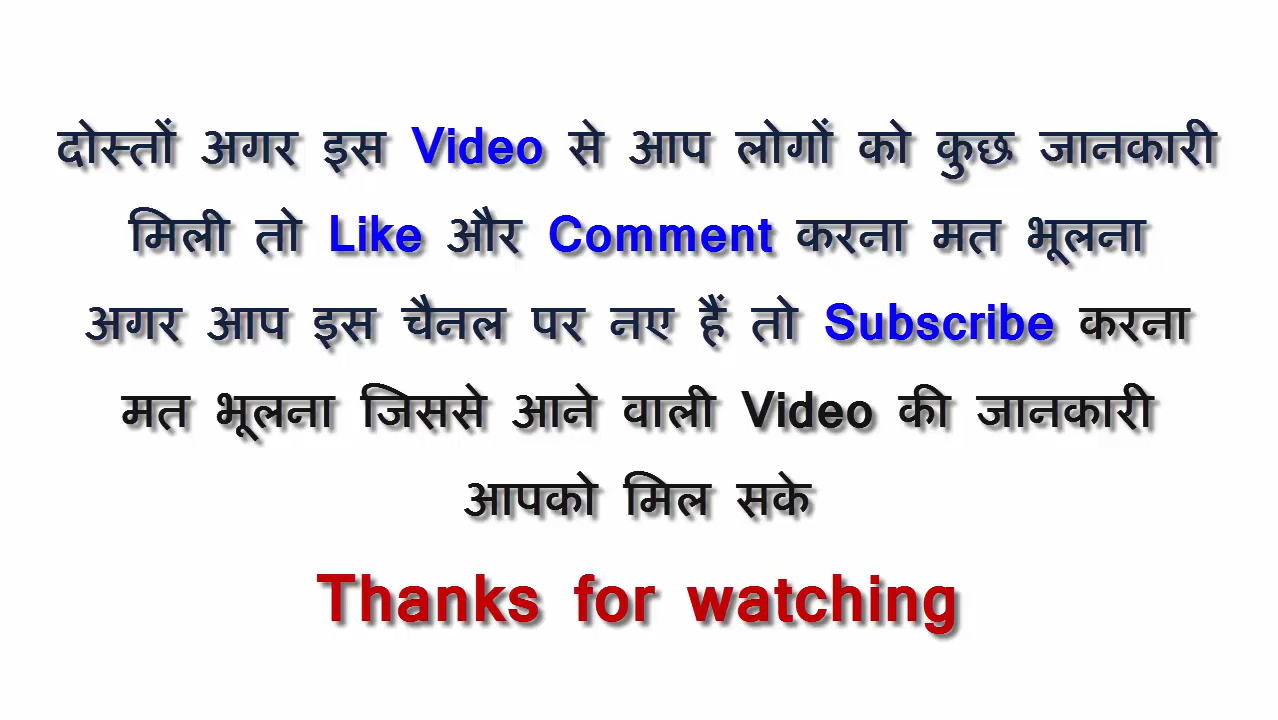 दोस्तों अगर इस Video से आप लोगों को कुछ जानकारी
मिली तो Like और Comment करना मत भूलना
अगर आप इस चैनल पर नए हैं तो Subscribe करना
मत भूलना जिससे आने वाली Video की जानकारी
आपको मिल सके
Thanks for watching